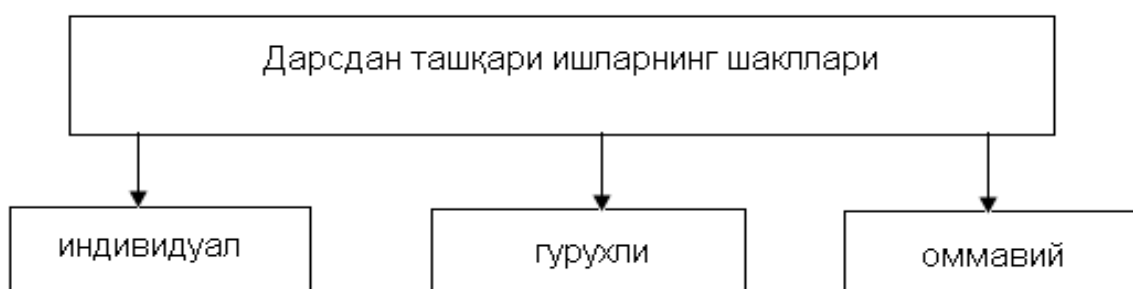 Дарсдан ташқари ишларнинг шакллари
индивидуал
гурухли
оммавий